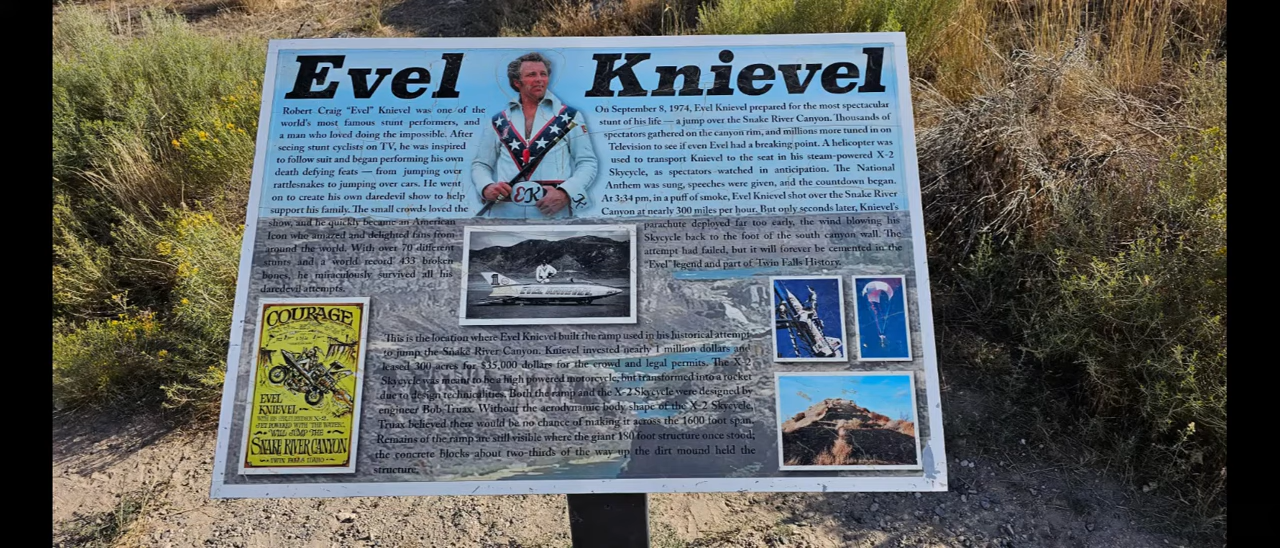 Evel Knievel
Robert Craig "Evel" Knievel was one of the
world's most famous stunt performers, and
a man who loved doing the impossible. After
seeing stunt cyclists on TV, he was inspired
to follow suit and began performing his own
death defying feats — from jumping over
rattlesnakes to jumping over cars. He went
on to create his own daredevil show to help
support his family. The small crowds loved the
show, and he quickly became an American
Icon who amazed and delighted fans from
around the world. With over 70 different
stunts and a world record 433 broken
bones, he miraculously survived all his
daredevil attempts.
EK
On September 8, 1974, Evel Knievel prepared for the most spectacular
stunt of his life — a jump over the Snake River Canyon. Thousands of
spectators gathered on the canyon rim, and millions more tuned in on
Television to see if even Evel had a breaking point. A helicopter was
used to transport Knievel to the seat in his steam-powered X-2
Skycycle, as spectators watched in anticipation. The National
Anthem was sung, speeches were given, and the countdown began.
At 3:34 pm, in a puff of smoke, Evel Knievel shot over the Snake River
Canyon at nearly 300 miles per hour. But only seconds later, Knievel's
parachute deployed far too early, the wind blowing his
Skycycle back to the foot of the south canyon wall. The
attempt had failed, but it will forever be cemented in the
"Evel" legend and part of Twin Falls History.
EVEL KNIEVEL
COURAGE
EVEL
KNIEVEL
WILL JUMP THE
SNAKE RIVER CANYON
TWIN FALLS IDAHO
This is the location where Evel Knievel built the ramp used in his historical attempt
to jump the Snake River Canyon. Knievel invested nearly 1 million dollars and
leased 300 acres for $35,000 dollars for the crowd and legal permits. The X-2
Skycycle was meant to be a high powered motorcycle, but transformed into a rocket
due to design technicalities. Both the ramp and the X-2 Skycycle were designed by
engineer Bob Truax. Without the aerodynamic body shape of the X-2 Skycycle,
Truax believed there would be no chance of making it across the 1600 foot span.
Remains of the ramp are still visible where the giant 180 foot structure once stood;
the concrete blocks about two-thirds of the way up the dirt mound held the
structure.